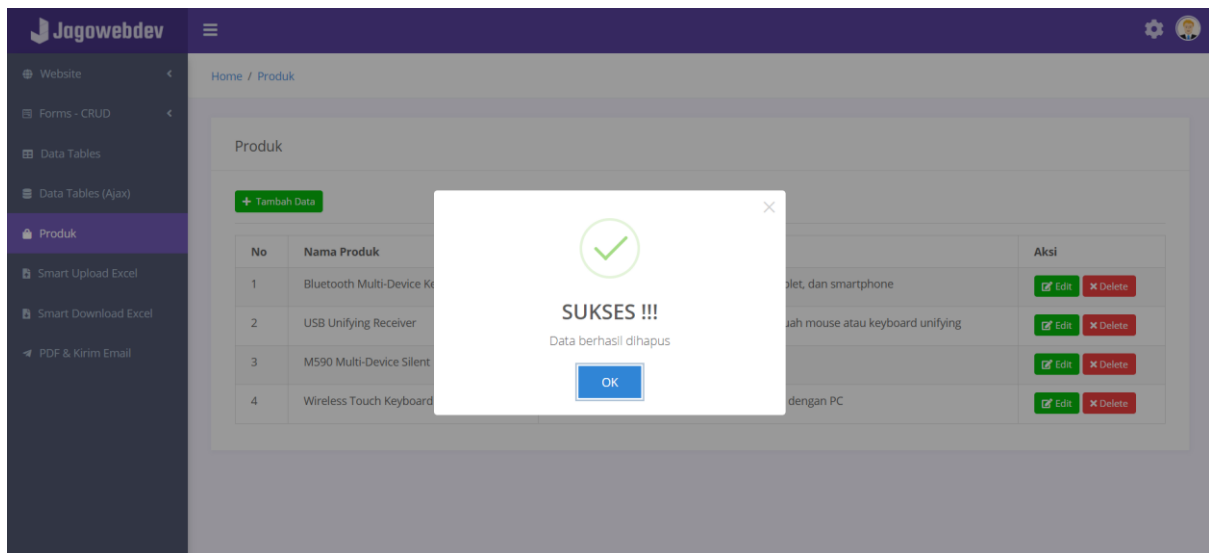 Jagowebdev
Website
Forms - CRUD
Data Tables
Data Tables (Ajax)
Produk
Smart Upload Excel
Smart Download Excel
PDF & Kirim Email
Home / Produk
Produk
+ Tambah Data
No Nama Produk Aksi
1 Bluetooth Multi-Device dan smartphone Edit × Delete
2 USB Unifying Receiver mouse atau keyboard unifying Edit × Delete
3 M590 Multi-Device Silent Edit × Delete
4 Wireless Touch Keyboard dengan PC Edit × Delete
×
SUKSES !!!
Data berhasil dihapus
OK